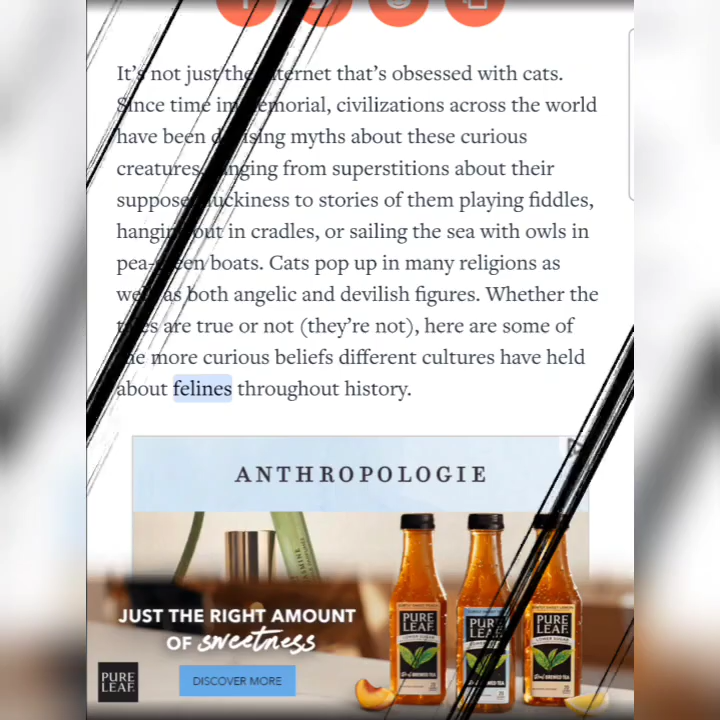 It's not just the internet that's obsessed with cats.
Since time immemorial, civilizations across the world
have been devising myths about these curious
creatures, ranging from superstitions about their
supposed luckiness to stories of them playing fiddles,
hanging out in cradles, or sailing the sea with owls in
pea-green boats. Cats pop up in many religions as
well as both angelic and devilish figures. Whether the
tales are true or not (they're not), here are some of
the more curious beliefs different cultures have held
about felines throughout history.
ANTHROPOLOGIE
JUST THE RIGHT AMOUNT
OF sweetness
DISCOVER MORE
PURE
LEAF
PURE
LEAF
PURE
LEAF
PURE
LEAF